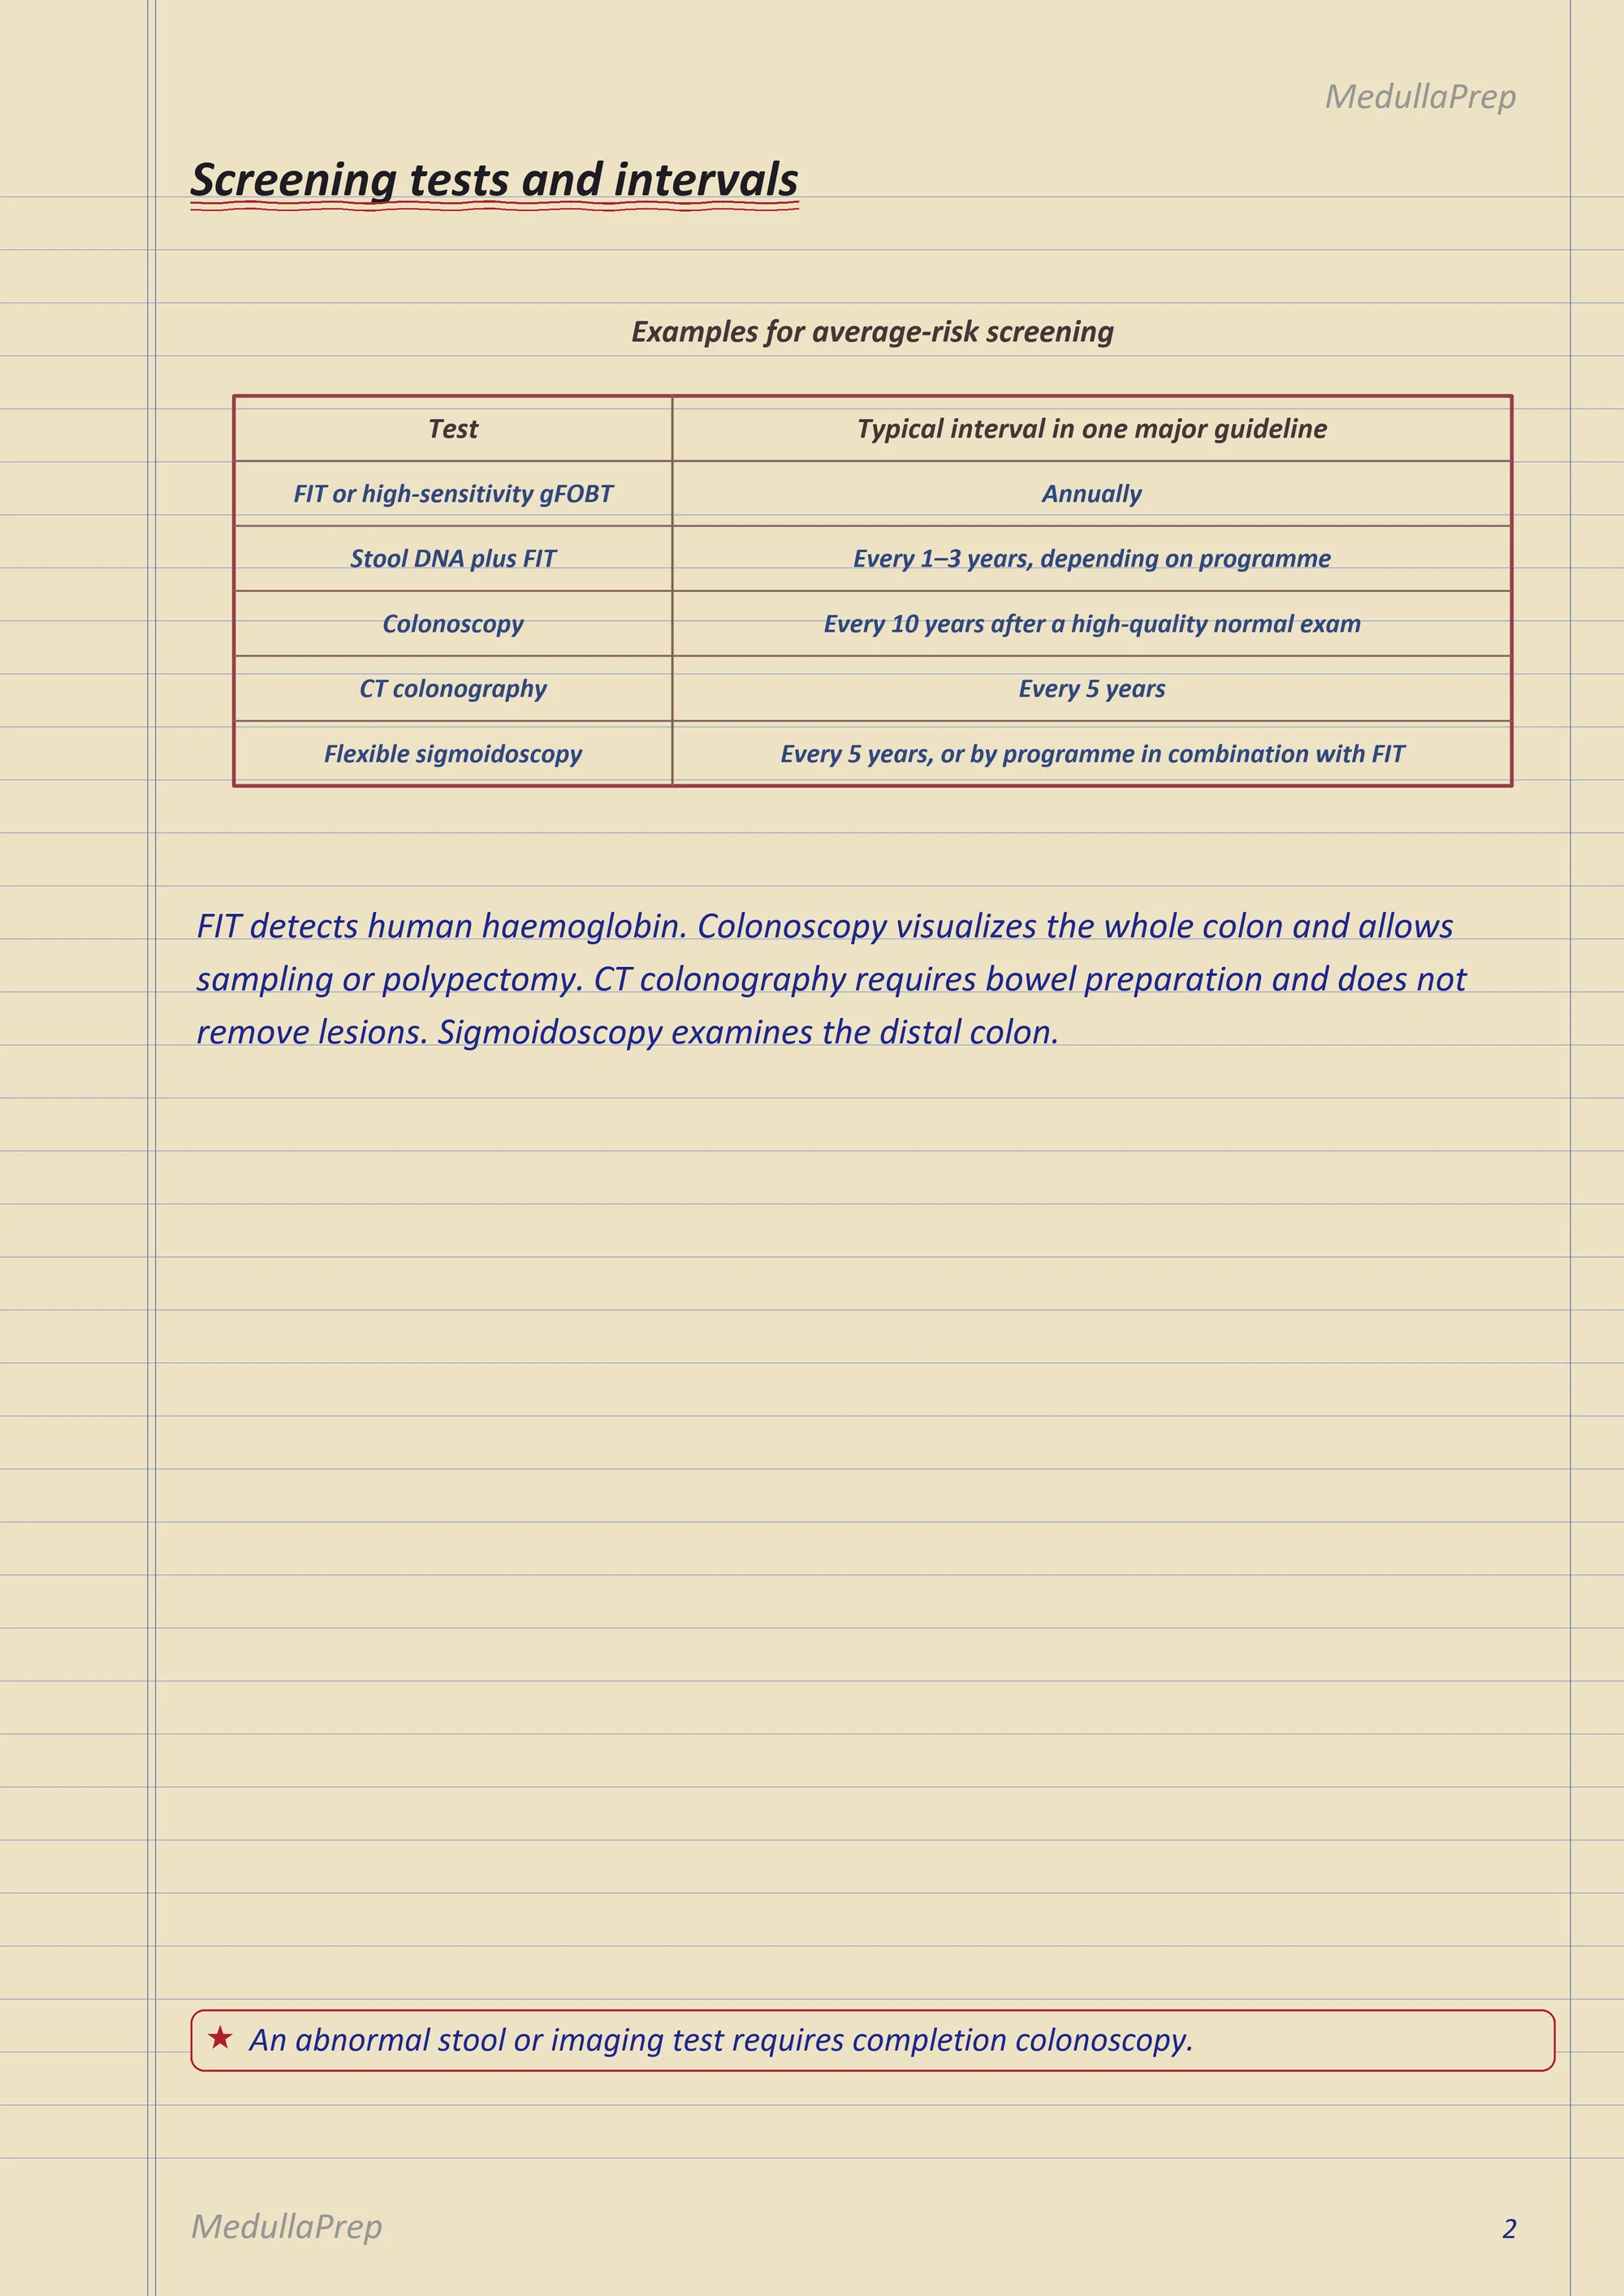 MedullaPrep
Screening tests and intervals
Examples for average-risk screening
Test Typical interval in one major guideline
FIT or high-sensitivity gFOBT Annually
Stool DNA plus FIT Every 1–3 years, depending on programme
Colonoscopy Every 10 years after a high-quality normal exam
CT colonography Every 5 years
Flexible sigmoidoscopy Every 5 years, or by programme in combination with FIT
FIT detects human haemoglobin. Colonoscopy visualizes the whole colon and allows
sampling or polypectomy. CT colonography requires bowel preparation and does not
remove lesions. Sigmoidoscopy examines the distal colon.
★ An abnormal stool or imaging test requires completion colonoscopy.
MedullaPrep 2